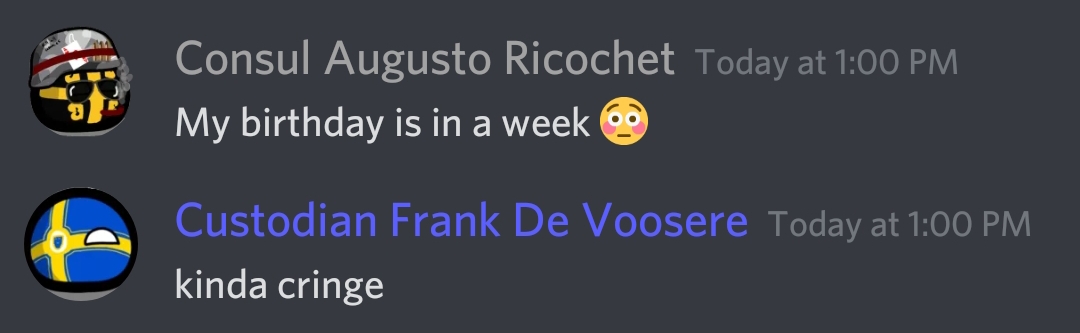 Consul Augusto Ricochet Today at 1:00 PM
My birthday is in a week 😳
Custodian Frank De Voosere Today at 1:00 PM
kinda cringe